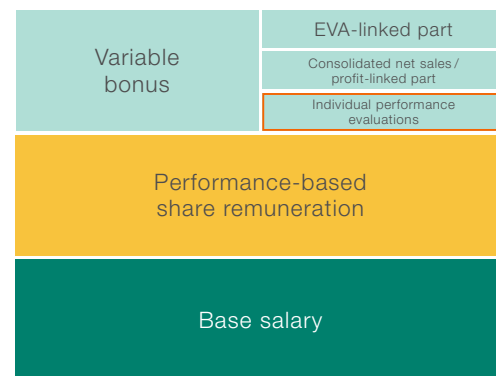 Variable
bonus
EVA-linked part
Consolidated net sales /
profit-linked part
Individual performance
evaluations
Performance-based
share remuneration
Base salary